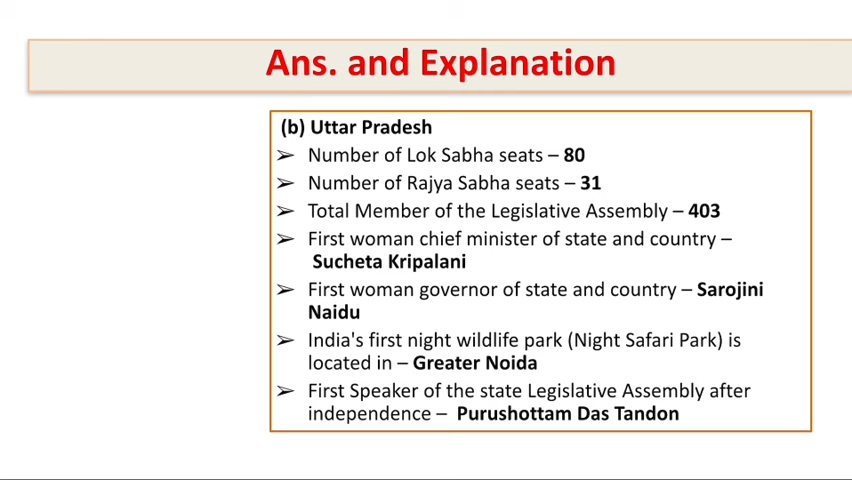 Ans. and Explanation
(b) Uttar Pradesh
➢ Number of Lok Sabha seats – 80
➢ Number of Rajya Sabha seats – 31
➢ Total Member of the Legislative Assembly – 403
➢ First woman chief minister of state and country –
Sucheta Kripalani
➢ First woman governor of state and country – Sarojini
Naidu
➢ India's first night wildlife park (Night Safari Park) is
located in – Greater Noida
➢ First Speaker of the state Legislative Assembly after
independence – Purushottam Das Tandon